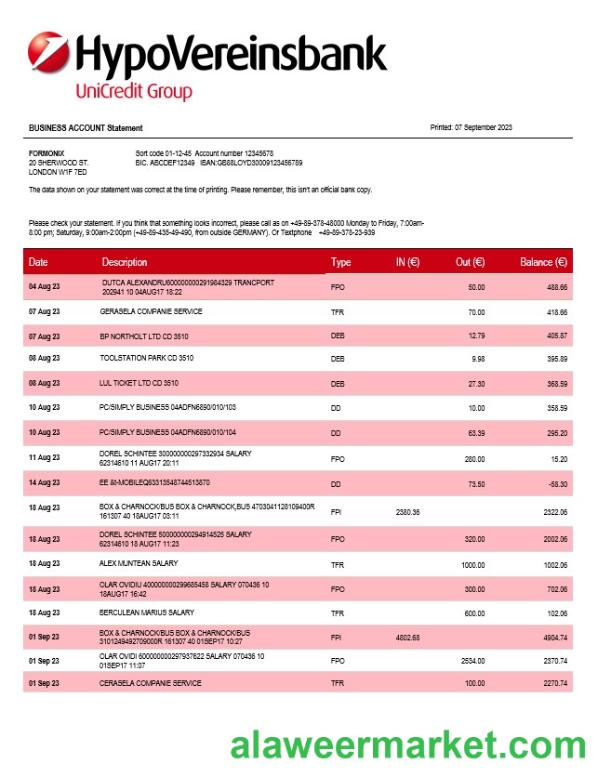 HypoVereinsbank
UniCredit Group
BUSINESS ACCOUNT Statement Printed: 07 September 2023
FORMONIX Sort code 01-12-45 Account number 12345678
20 SHERWOOD ST. BIC. ABCDEF12349 IBAN:GB88LOYD30009123456789
LONDON W1F 7ED
The data shown on your statement was correct at the time of printing. Please remember, this isn't an official bank copy.
Please check your statement. If you think that something looks incorrect, please call as on +49-89-378-48000 Monday to Friday, 7:00am-
8:00 pm; Saturday, 9:00am-2:00pm (+49-89-435-49-490, from outside GERMANY). Or Textphone +49-89-378-23-939
Date Description Type IN (€) Out (€) Balance (€)
04 Aug 23 DUTCA ALEXANDRU600000000291984329 TRANCPORT FPO 50.00 488.66
202941 10 04AUG17 18:22
07 Aug 23 GERASELA COMPANIE SERVICE TFR 70.00 418.66
07 Aug 23 BP NORTHOLT LTD CD 3510 DEB 12.79 405.87
08 Aug 23 TOOLSTATION PARK CD 3510 DEB 9.98 395.89
08 Aug 23 LUL TICKET LTD CD 3510 DEB 27.30 368.59
10 Aug 23 PC/SIMPLY BUSINESS 04ADFN6890/010/103 DD 10.00 358.59
10 Aug 23 PC/SIMPLY BUSINESS 04ADFN6890/010/104 DD 63.39 295.20
11 Aug 23 DOREL SCHINTEE 300000000297332934 SALARY FPO 280.00 15.20
62314610 11 AUG17 20:11
14 Aug 23 EE &t-MOBILEQ63313548744513870 DD 73.50 -58.30
18 Aug 23 BOX & CHARNOCK/BUS BOX & CHARNOCK,BUS 4703041128109400R FPI 2380.36 2322.06
161307 40 18AUG17 03:11
18 Aug 23 DOREL SCHINTEE 500000000294914525 SALARY FPO 320.00 2002.06
62314610 18 AUG17 11:23
18 Aug 23 ALEX MUNTEAN SALARY TFR 1000.00 1002.06
18 Aug 23 OLAR OVIDIU 400000000299685458 SALARY 070436 10 FPO 300.00 702.06
18AUG17 16:42
18 Aug 23 SERCULEAN MARIUS SALARY TFR 600.00 102.06
01 Sep 23 BOX & CHARNOCK/BUS BOX & CHARNOCK/BUS FPI 4802.68 4904.74
3101249492709000R 161307 40 01SEP17 10:27
01 Sep 23 OLAR OVIDI 600000000297937622 SALARY 070436 10 FPO 2534.00 2370.74
01SEP17 11:07
01 Sep 23 CERASELA COMPANIE SERVICE TFR 100.00 2270.74
alaweermarket.com